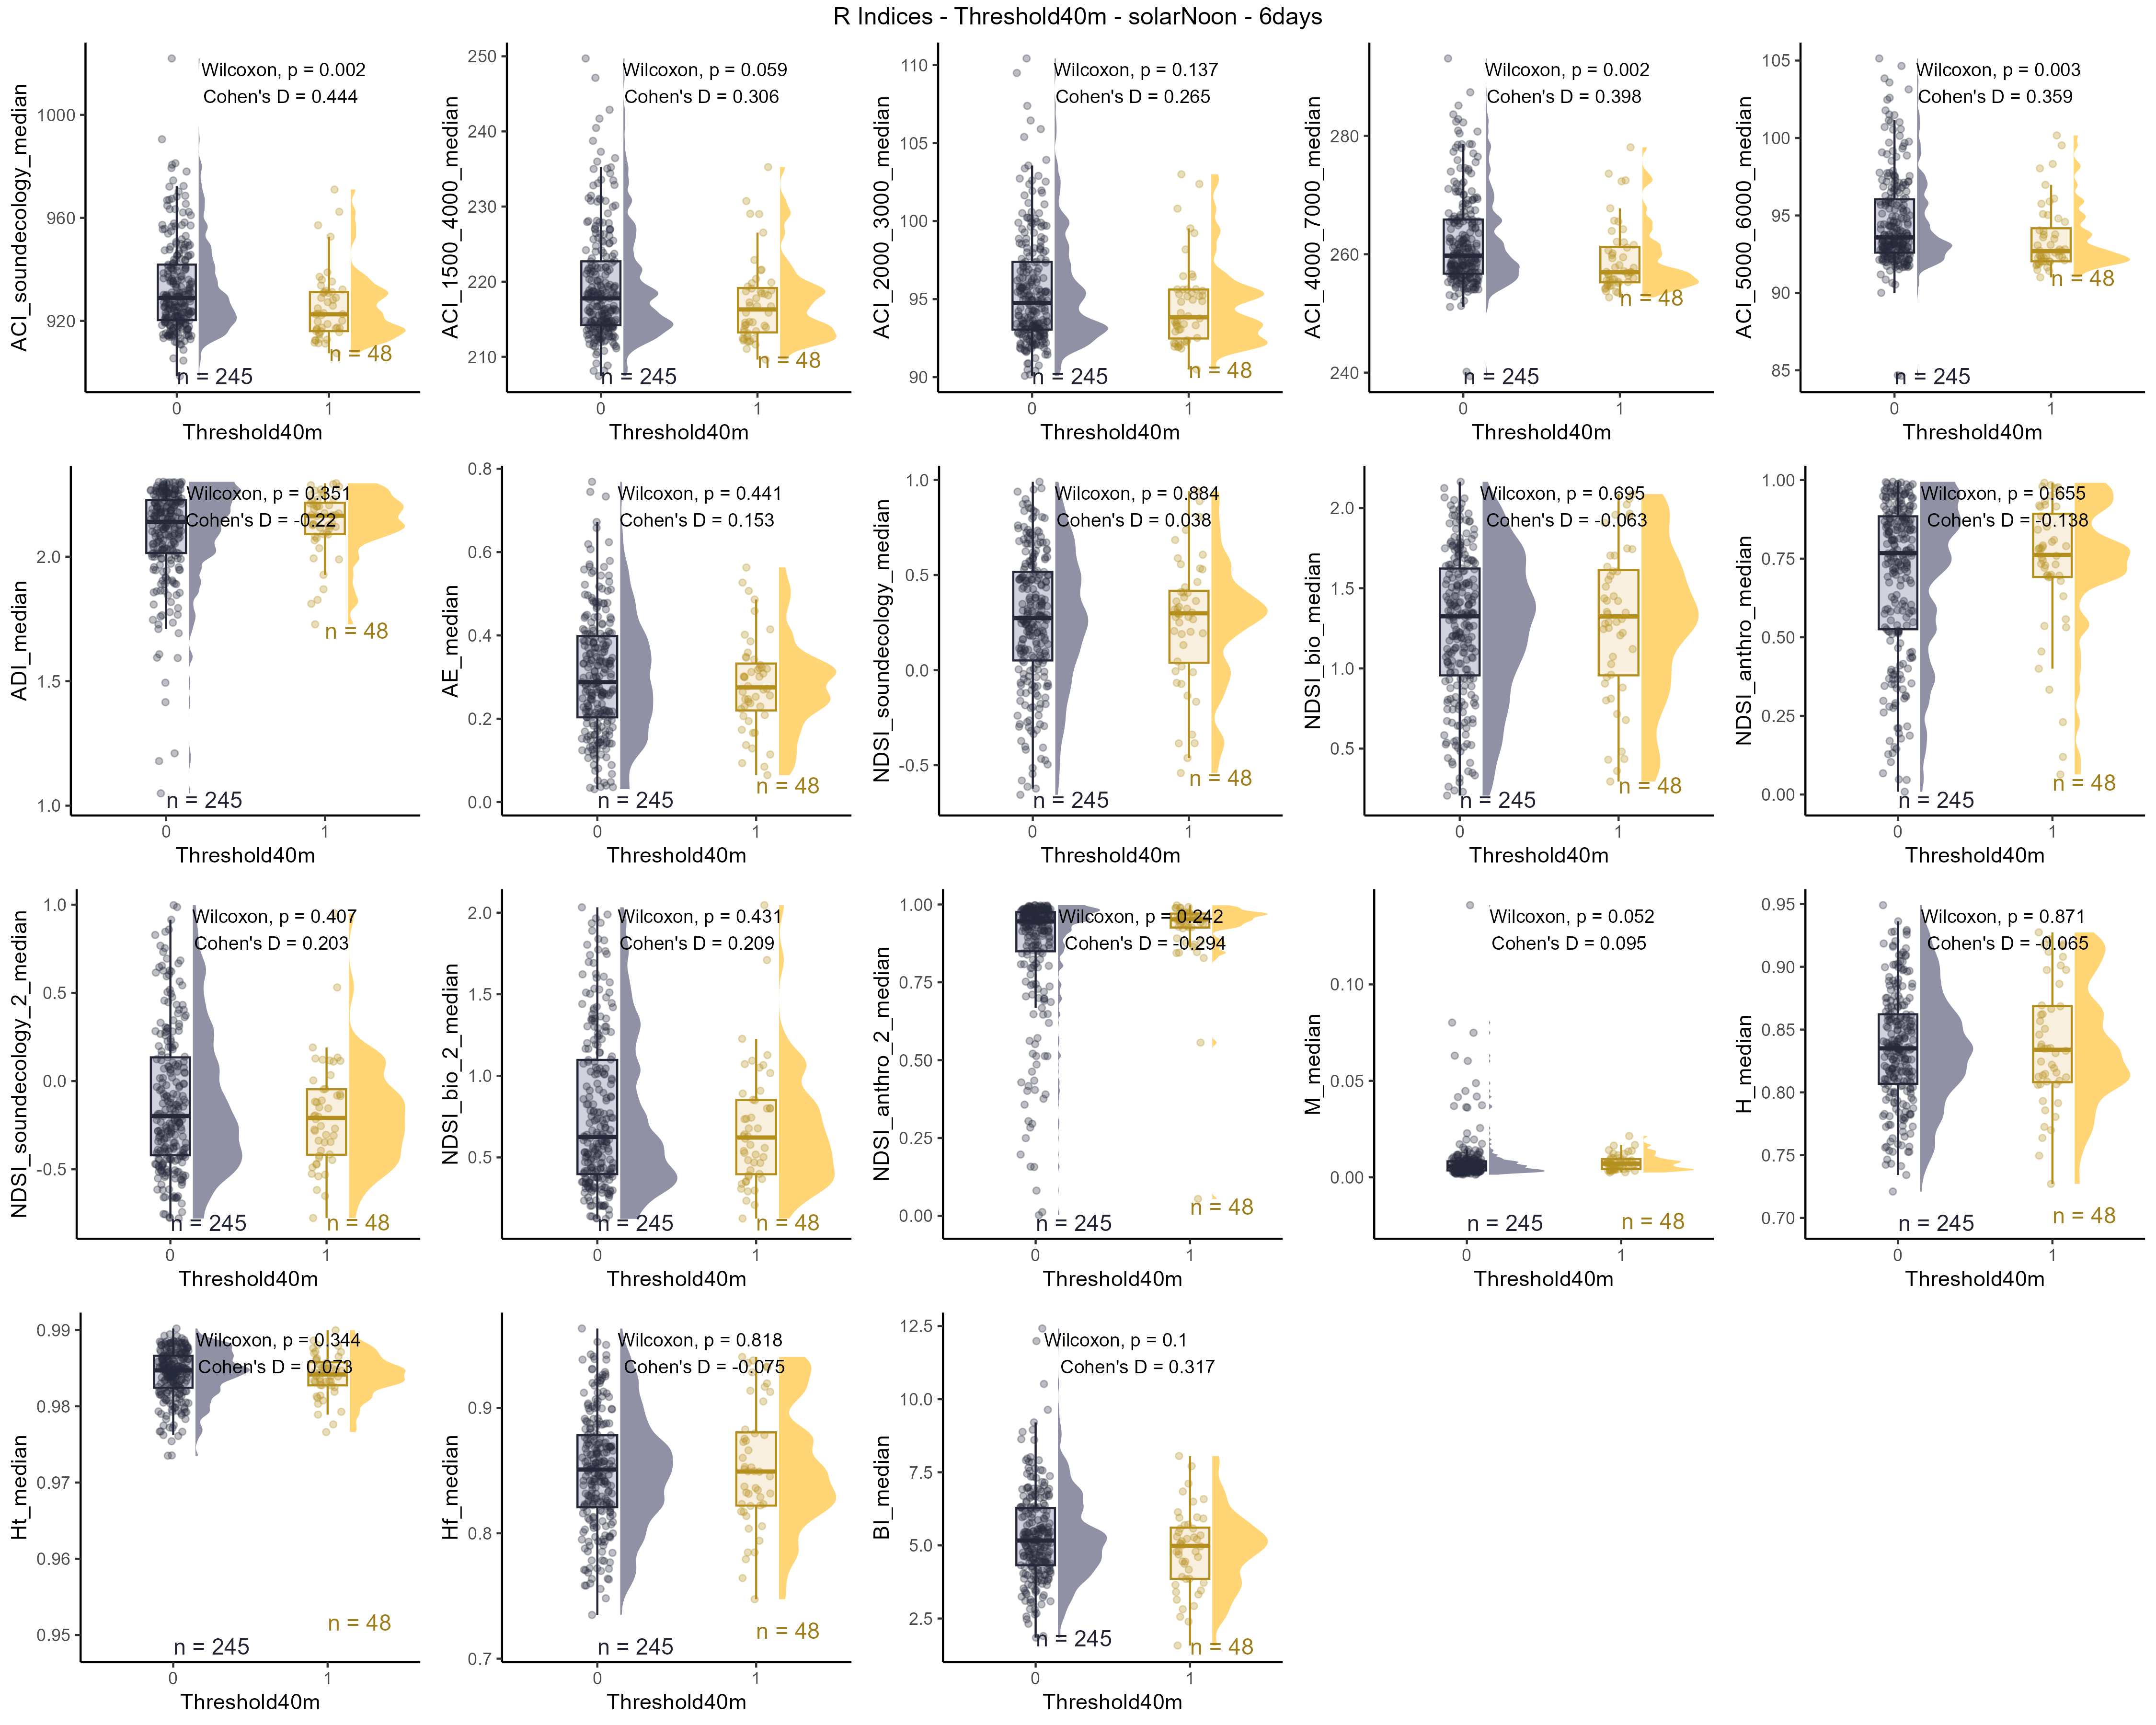 R Indices - Threshold40m - solarNoon - 6days
ACI_soundecology_median
1000
960
920
Wilcoxon, p = 0.002
Cohen's D = 0.444
n = 245
n = 48
0
1
Threshold40m
ACI_1500_4000_median
250
240
230
220
210
Wilcoxon, p = 0.059
Cohen's D = 0.306
n = 245
n = 48
0
1
Threshold40m
ACI_2000_3000_median
110
105
100
95
90
Wilcoxon, p = 0.137
Cohen's D = 0.265
n = 245
n = 48
0
1
Threshold40m
ACI_4000_7000_median
280
260
240
Wilcoxon, p = 0.002
Cohen's D = 0.398
n = 245
n = 48
0
1
Threshold40m
ACI_5000_6000_median
105
100
95
90
85
Wilcoxon, p = 0.003
Cohen's D = 0.359
n = 245
n = 48
0
1
Threshold40m
ADI_median
2.0
1.5
1.0
Wilcoxon, p = 0.351
Cohen's D = -0.22
n = 245
n = 48
0
1
Threshold40m
AE_median
0.8
0.6
0.4
0.2
0.0
Wilcoxon, p = 0.441
Cohen's D = 0.153
n = 245
n = 48
0
1
Threshold40m
NDSI_soundecology_median
1.0
0.5
0.0
-0.5
Wilcoxon, p = 0.884
Cohen's D = 0.038
n = 245
n = 48
0
1
Threshold40m
NDSI_bio_median
2.0
1.5
1.0
0.5
Wilcoxon, p = 0.695
Cohen's D = -0.063
n = 245
n = 48
0
1
Threshold40m
NDSI_anthro_median
1.00
0.75
0.50
0.25
0.00
Wilcoxon, p = 0.655
Cohen's D = -0.138
n = 245
n = 48
0
1
Threshold40m
NDSI_soundecology_2_median
1.0
0.5
0.0
-0.5
Wilcoxon, p = 0.407
Cohen's D = 0.203
n = 245
n = 48
0
1
Threshold40m
NDSI_bio_2_median
2.0
1.5
1.0
0.5
Wilcoxon, p = 0.431
Cohen's D = 0.209
n = 245
n = 48
0
1
Threshold40m
NDSI_anthro_2_median
1.00
0.75
0.50
0.25
0.00
Wilcoxon, p = 0.242
Cohen's D = -0.294
n = 245
n = 48
0
1
Threshold40m
M_median
0.10
0.05
0.00
Wilcoxon, p = 0.052
Cohen's D = 0.095
n = 245
n = 48
0
1
Threshold40m
H_median
0.95
0.90
0.85
0.80
0.75
0.70
Wilcoxon, p = 0.871
Cohen's D = -0.065
n = 245
n = 48
0
1
Threshold40m
Ht_median
0.99
0.98
0.97
0.96
0.95
Wilcoxon, p = 0.344
Cohen's D = 0.073
n = 245
n = 48
0
1
Threshold40m
Hf_median
0.9
0.8
0.7
Wilcoxon, p = 0.818
Cohen's D = -0.075
n = 245
n = 48
0
1
Threshold40m
BI_median
12.5
10.0
7.5
5.0
2.5
Wilcoxon, p = 0.1
Cohen's D = 0.317
n = 245
n = 48
0
1
Threshold40m